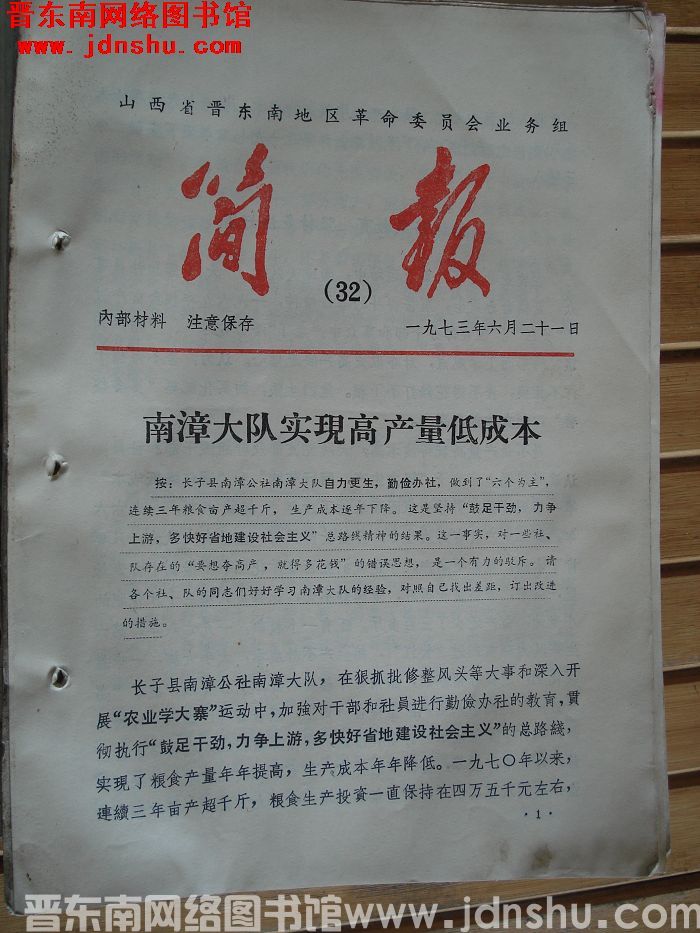 晋东南网络图书馆
www.jdnshu.com
山西省晋东南地区革命委员会业务组
简报
(32)
內部材料 注意保存 一九七三年六月二十一日
南漳大队实現高产量低成本
按：长子县南漳公社南漳大队自力更生，勤俭办社，做到了“六个为主”，
连续三年粮食亩产超千斤，生产成本逐年下降。这是坚持“鼓足干劲，力争
上游，多快好省地建设社会主义”总路线精神的结果。这一事实，对一些社、
队存在的“要想夺高产，就得多花钱”的错误思想，是一个有力的驳斥。请
各个社、队的同志们好好学习南漳大队的经验，对照自己找出差距，订出改进
的措施。
长子县南漳公社南漳大队，在狠抓批修整风头等大事和深入开
展“农业学大寨”运动中，加強对干部和社員进行勤俭办社的教育，贯
彻执行“鼓足干劲，力争上游，多快好省地建设社会主义”的总路綫，
实現了粮食产量年年提高，生产成本年年降低。一九七〇年以来，
連續三年亩产超千斤，粮食生产投資一直保持在四万五千元左右，
·1·
晋东南网络图书馆www.jdnshu.com